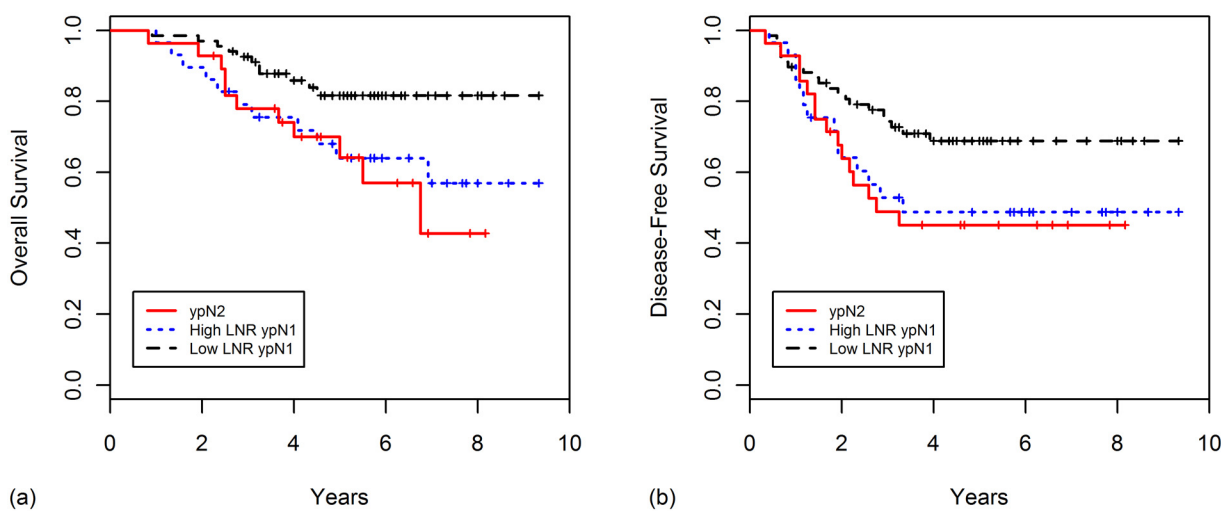 Overall Survival
1.0
0.8
0.6
0.4
0.2
0.0
ypN2
High LNR ypN1
Low LNR ypN1
0 2 4 6 8 10
Years
(a)
Disease-Free Survival
1.0
0.8
0.6
0.4
0.2
0.0
ypN2
High LNR ypN1
Low LNR ypN1
0 2 4 6 8 10
Years
(b)